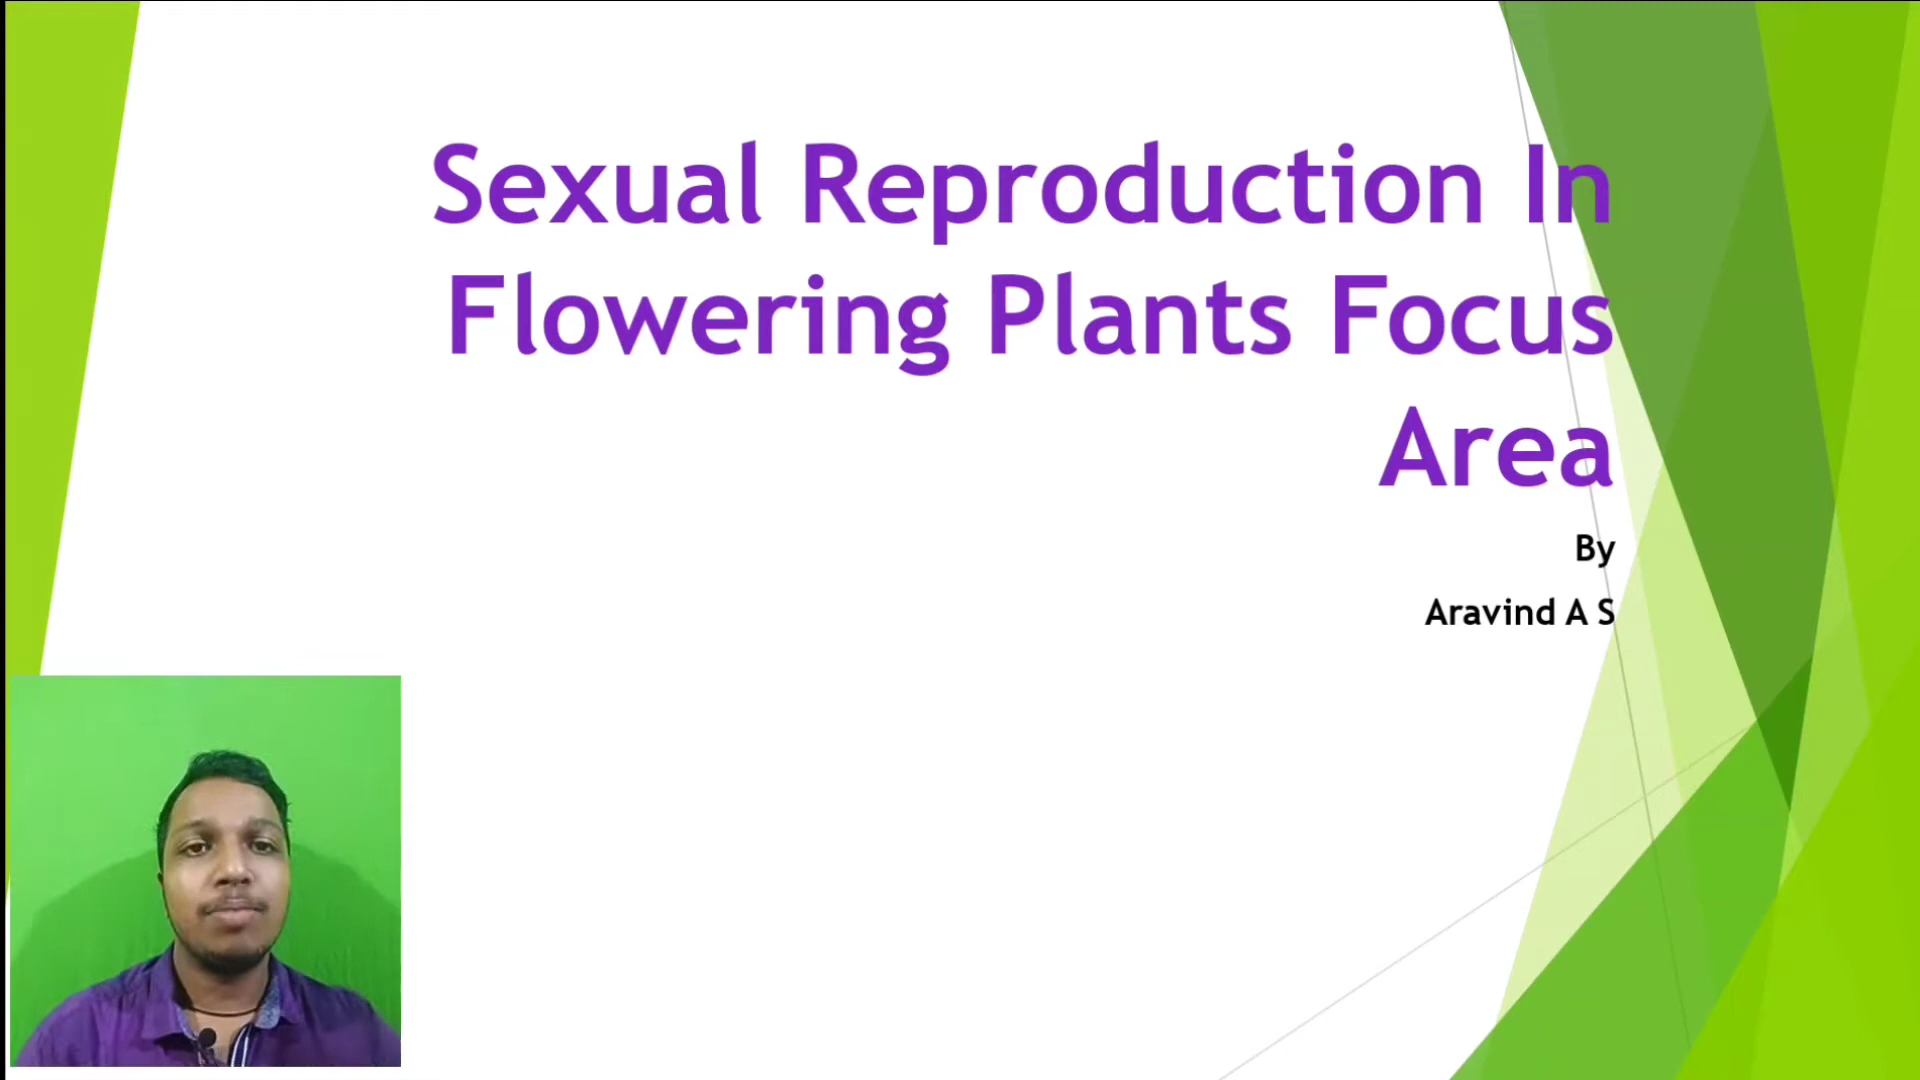 Sexual Reproduction In
Flowering Plants Focus
Area
By
Aravind A S